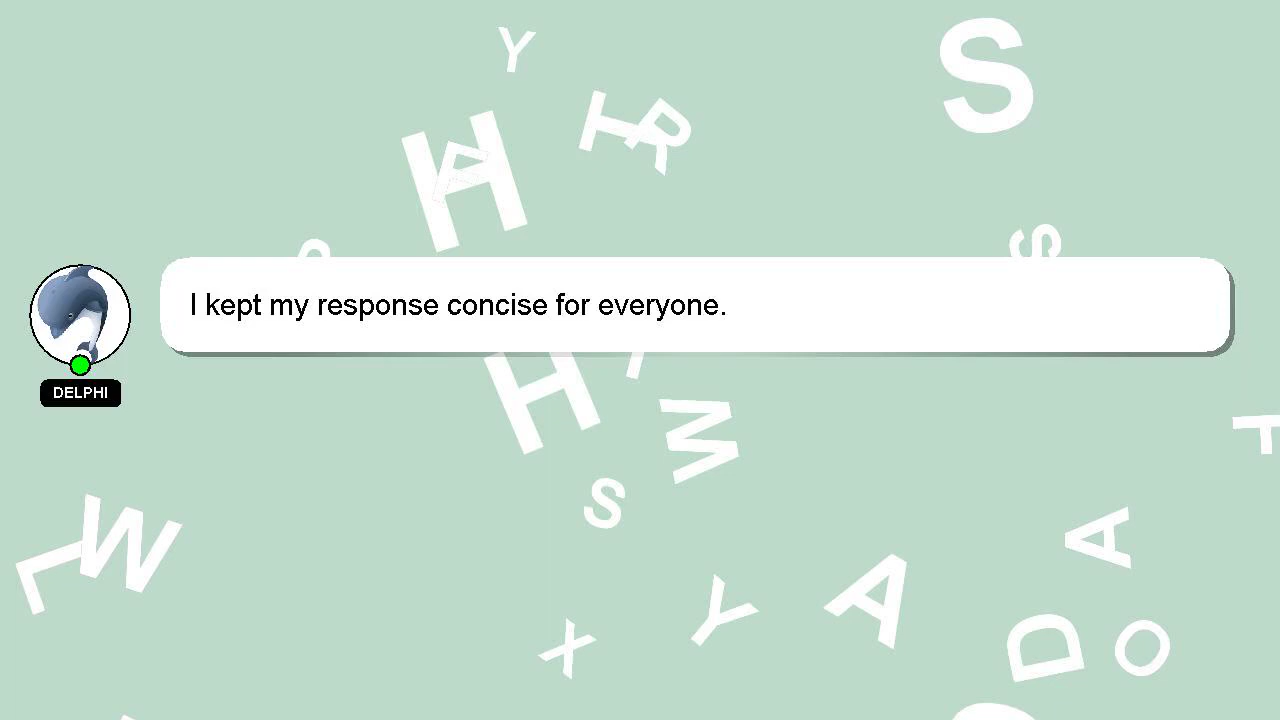 Y
S
T
R
H
A
S
I kept my response concise for everyone.
DELPHI
H
W
S
T
W
L
A
A
Y
X
D
O